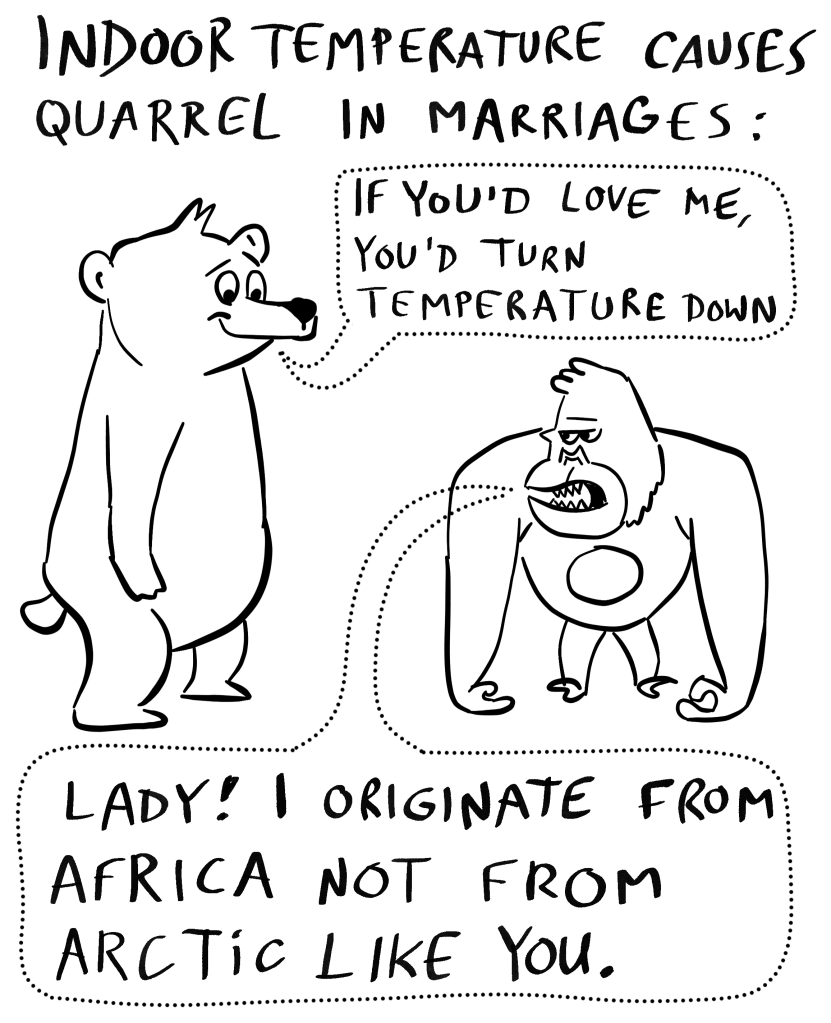 INDOOR TEMPERATURE CAUSES
QUARREL IN MARRIAGES:
IF YOU'D LOVE ME,
YOU'D TURN
TEMPERATURE DOWN
LADY! I ORIGINATE FROM
AFRICA NOT FROM
ARCTIC LIKE YOU.